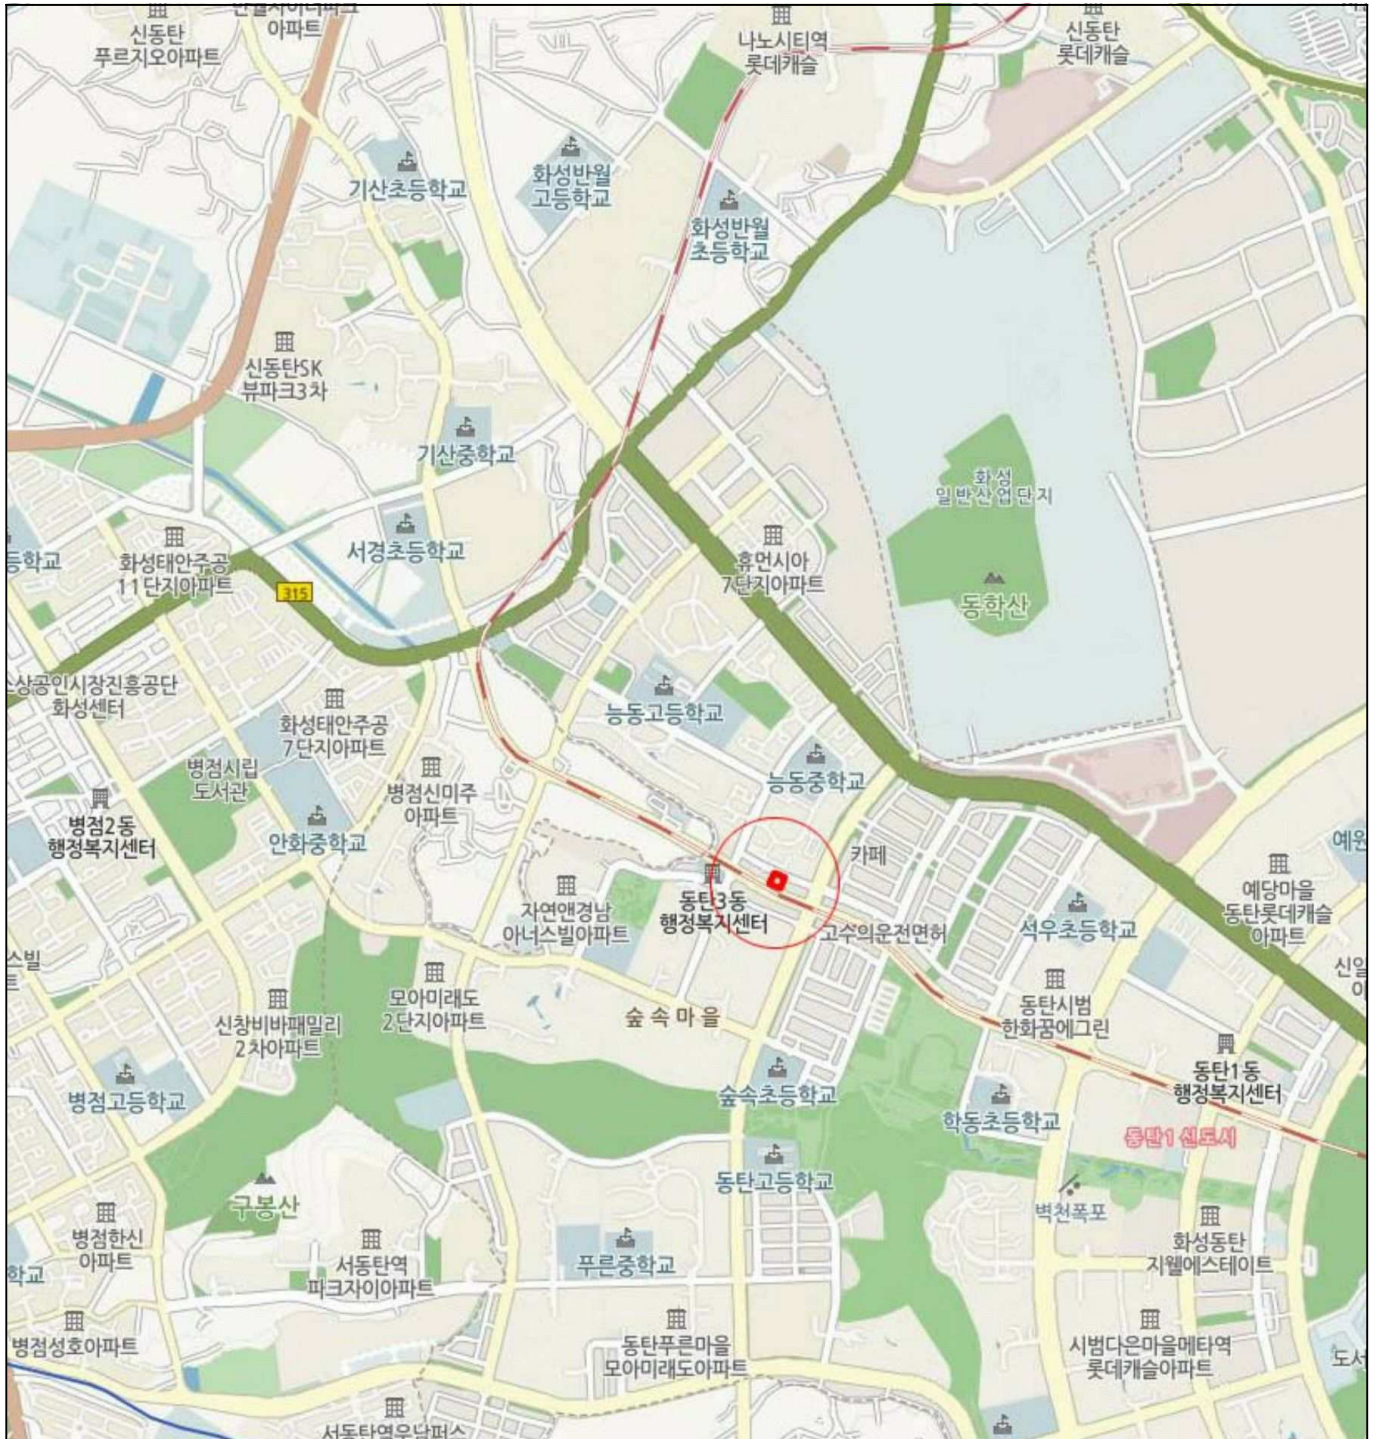 신동탄
푸르지오아파트
아파트
나노시티역
롯데캐슬
신동탄
롯데캐슬
기산초등학교
화성반월
고등학교
화성반월
초등학교
신동탄SK
뷰파크3차
기산중학교
화성
일반산업단지
등학교
화성태안주공
11단지아파트
서경초등학교
휴먼시아
7단지아파트
315
동학산
상공인시장진흥공단
화성센터
화성태안주공
7단지아파트
능동고등학교
병점시립
도서관
병점신미주
아파트
능동중학교
병점2동
행정복지센터
안화중학교
카페
예원
자연앤경남
아너스빌아파트
동탄3동
행정복지센터
고수의운전면허
석우초등학교
예당마을
동탄롯데캐슬
아파트
스빌
트
신일
신창비바패밀리
2차아파트
모아미래도
2단지아파트
숲속마을
동탄시범
한화꿈에그린
동탄1동
행정복지센터
병점고등학교
숲속초등학교
학동초등학교
동탄1신도시
동탄고등학교
구봉산
벽천폭포
병점한신
아파트
서동탄역
파크자이아파트
푸른중학교
화성동탄
지웰에스테이트
학교
병점성호아파트
동탄푸른마을
모아미래도아파트
시범다은마을메타역
롯데캐슬아파트
도서